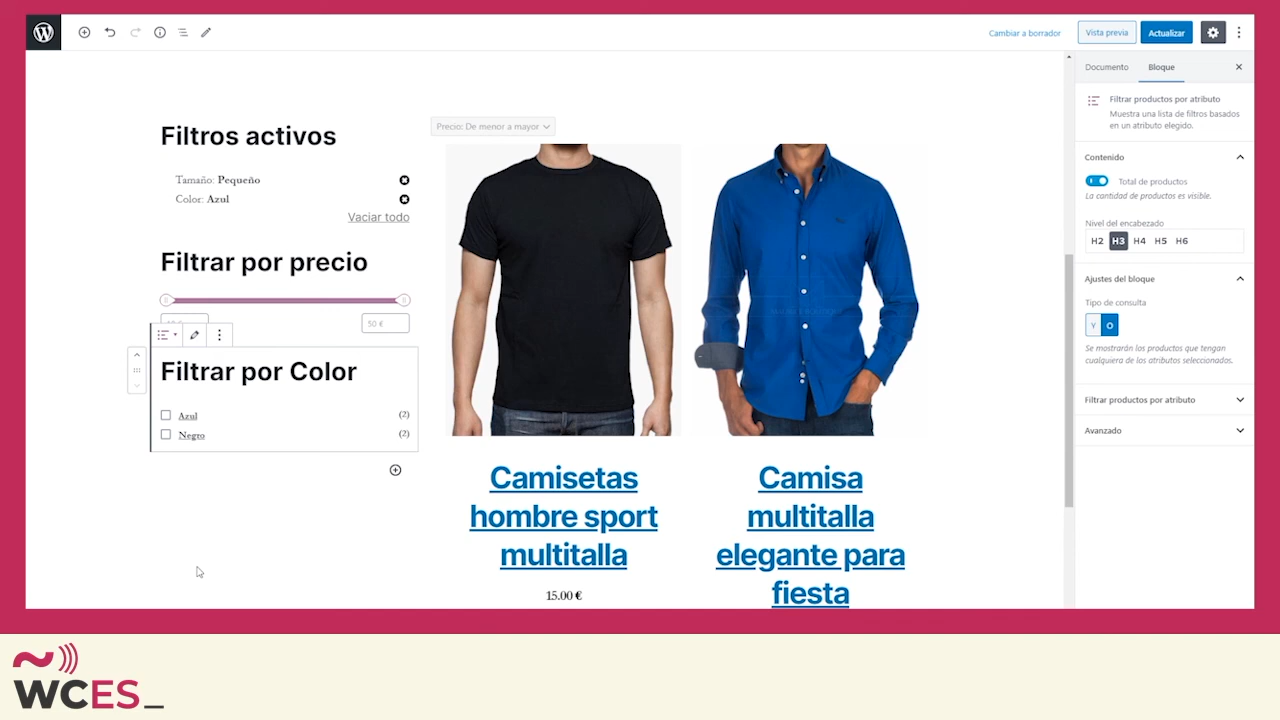 Cambiar a borrador
Vista previa
Actualizar
Documento
Bloque
Filtrar productos por atributo
Muestra una lista de filtros basados
en un atributo elegido.
Contenido
Total de productos
La cantidad de productos es visible.
Nivel del encabezado
H2 H3 H4 H5 H6
Ajustes del bloque
Tipo de consulta
Y O
Se mostrarán los productos que tengan
cualquiera de los atributos seleccionados.
Filtrar productos por atributo
Avanzado
Filtros activos
Tamaño: Pequeño
Color: Azul
Vaciar todo
Filtrar por precio
50 €
Filtrar por Color
Azul (2)
Negro (2)
Precio: De menor a mayor
Camisetas
hombre sport
multitalla
15.00 €
Camisa
multitalla
elegante para
fiesta
WCES_